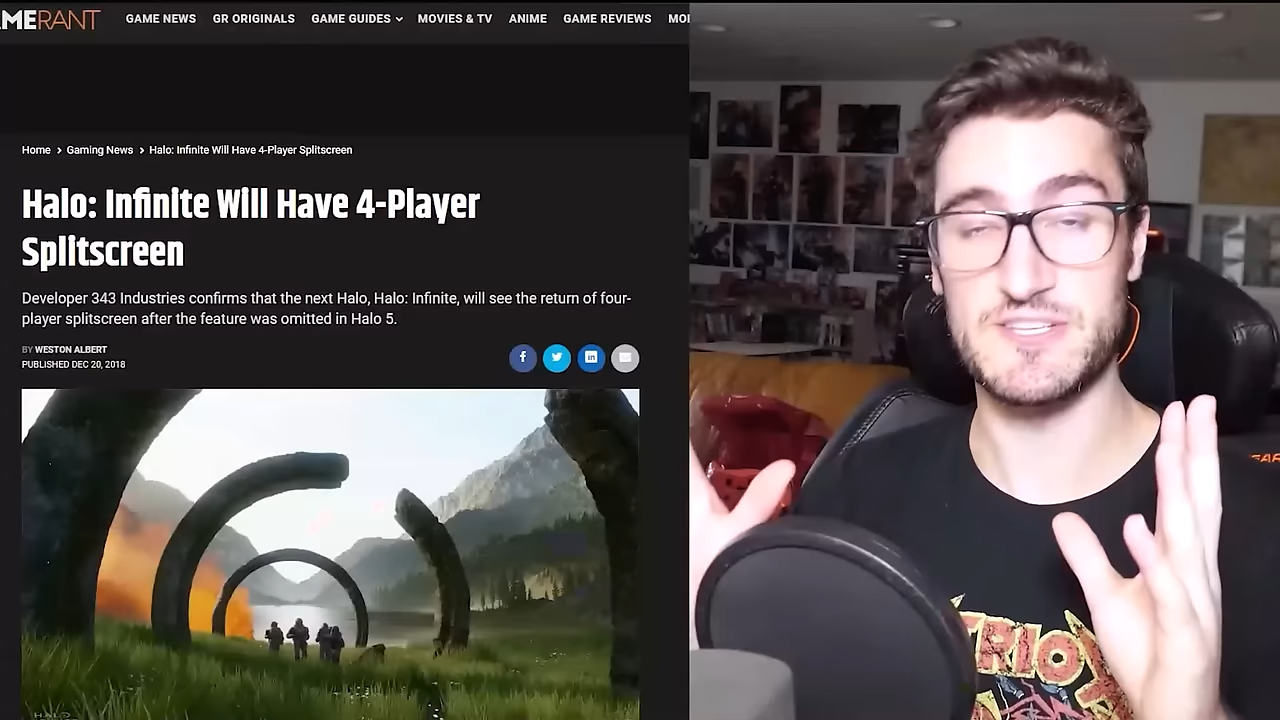 MERANT GAME NEWS GR ORIGINALS GAME GUIDES MOVIES & TV ANIME GAME REVIEWS
Home > Gaming News > Halo: Infinite Will Have 4-Player Splitscreen
Halo: Infinite Will Have 4-Player
Splitscreen
Developer 343 Industries confirms that the next Halo, Halo: Infinite, will see the return of four-
player splitscreen after the feature was omitted in Halo 5.
BY WESTON ALBERT
PUBLISHED DEC 20, 2018
HALO
TRIO